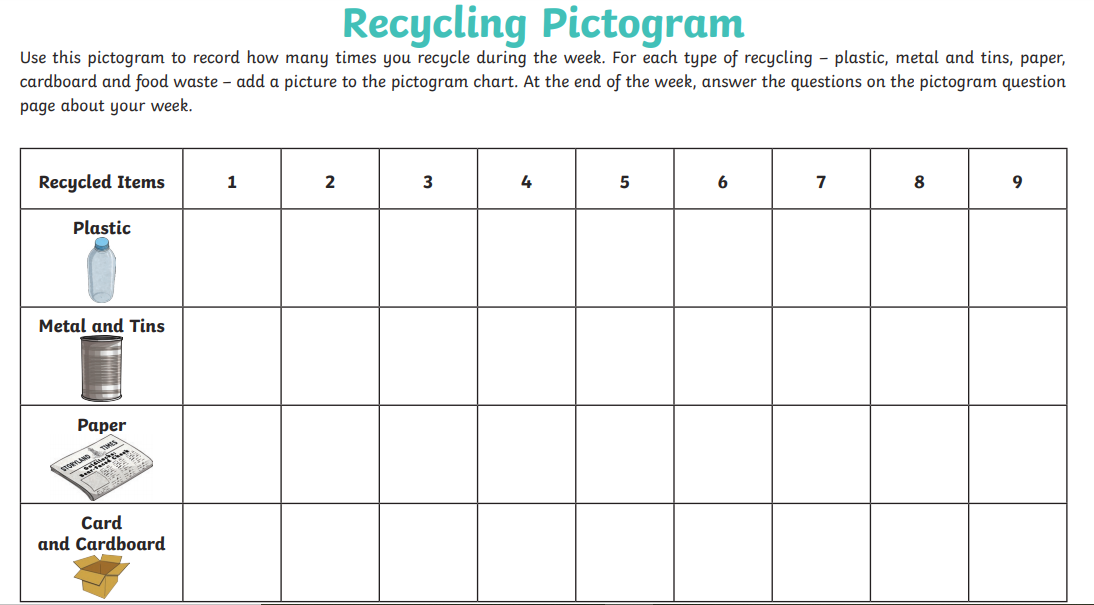 Recycling Pictogram
Use this pictogram to record how many times you recycle during the week. For each type of recycling – plastic, metal and tins, paper,
cardboard and food waste – add a picture to the pictogram chart. At the end of the week, answer the questions on the pictogram question
page about your week.
Recycled Items 1 2 3 4 5 6 7 8 9
Plastic
Metal and Tins
Paper
STORYLAND TIMES
Card
and Cardboard